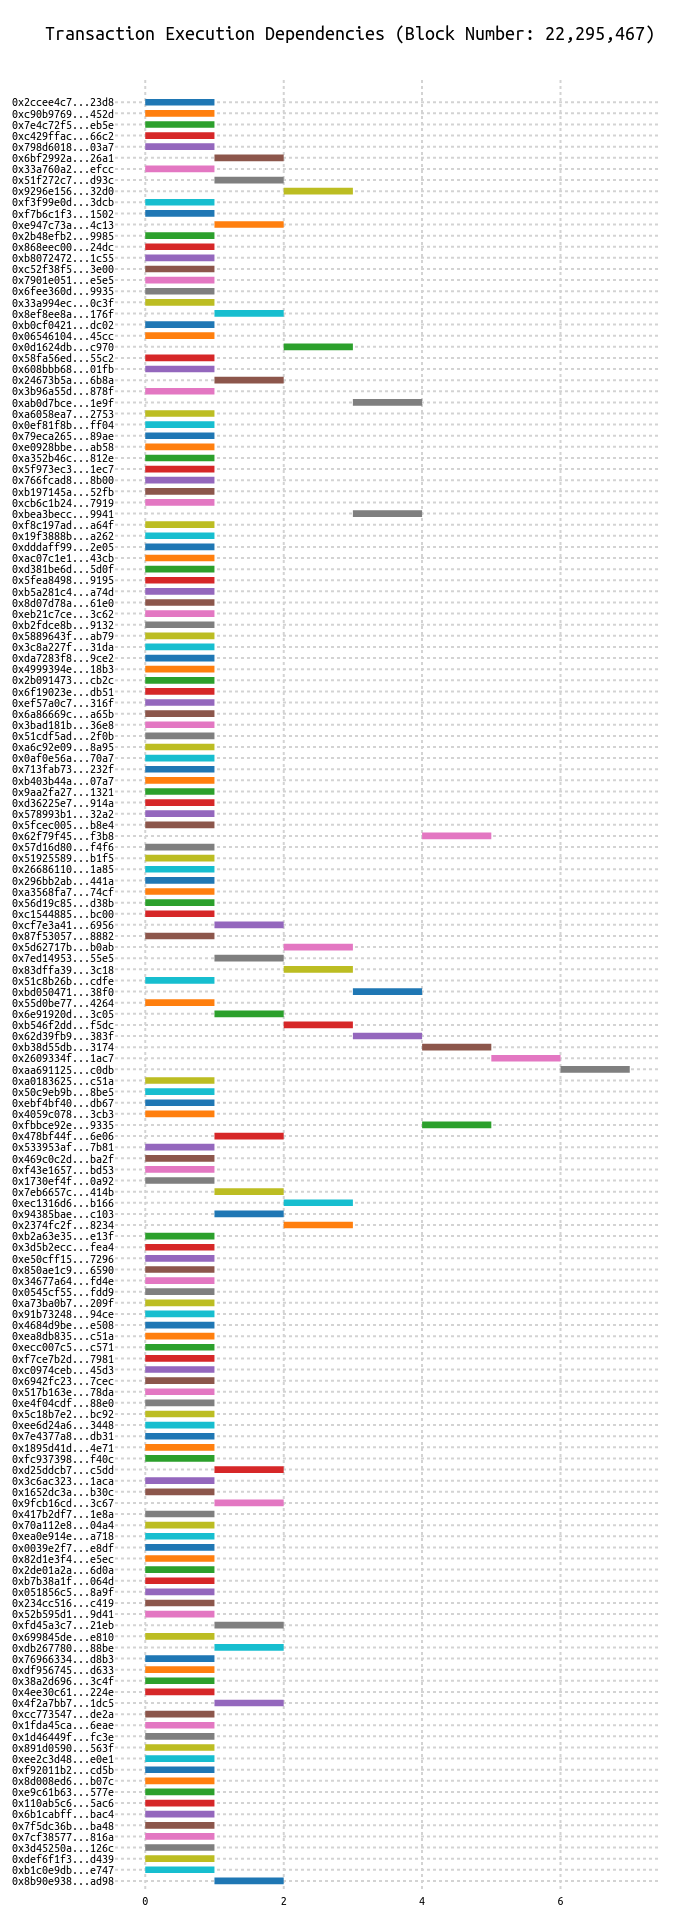 Transaction Execution Dependencies (Block Number: 22,295,467)
0x2ccee4c7...23d8
0xc90b9769...452d
0x7e4c72f5...eb5e
0xc429ffac...66c2
0x798d6018...03a7
0x6bf2992a...26a1
0x33a760a2...efcc
0x51f272c7...d93c
0x9296e156...32d0
0xf3f99e0d...3dcb
0xf7b6c1f3...1502
0xe947c73a...4c13
0x2b48efb2...9985
0x868eec00...24dc
0xb8072472...1c55
0xc52f38f5...3e00
0x7901e051...e5e5
0x6fee360d...9935
0x33a994ec...0c3f
0x8ef8ee8a...176f
0xb0cf0421...dc02
0x06546104...45cc
0x0d1624db...c970
0x58fa56ed...55c2
0x608bbb68...01fb
0x24673b5a...6b8a
0x3b96a55d...878f
0xab0d7bce...1e9f
0xa6058ea7...2753
0x0ef81f8b...ff04
0x79eca265...89ae
0xe0928bbe...ab58
0xa352b46c...812e
0x5f973ec3...1ec7
0x766fcad8...8b00
0xb197145a...52fb
0xcb6c1b24...7919
0xbea3becc...9941
0xf8c197ad...a64f
0x19f3888b...a262
0xdddaff99...2e05
0xac07c1e1...43cb
0xd381be6d...5d0f
0x5fea8498...9195
0xb5a281c4...a74d
0x8d07d78a...61e0
0xeb21c7ce...3c62
0xb2fdce8b...9132
0x5889643f...ab79
0x3c8a227f...31da
0xda7283f8...9ce2
0x4999394e...18b3
0x2b091473...cb2c
0x6f19023e...db51
0xef57a0c7...316f
0x6a86669c...a65b
0x3bad181b...36e8
0x51cdf5ad...2f0b
0xa6c92e09...8a95
0x0af0e56a...70a7
0x713fab73...232f
0xb403b44a...07a7
0x9aa2fa27...1321
0xd36225e7...914a
0x578993b1...32a2
0x5fcec005...b8e4
0x62f79f45...f3b8
0x57d16d80...f4f6
0x51925589...b1f5
0x26686110...1a85
0x296bb2ab...441a
0xa3568fa7...74cf
0x56d19c85...d38b
0xc1544885...bc00
0xcf7e3a41...6956
0x87f53057...8882
0x5d62717b...b0ab
0x7ed14953...55e5
0x83dffa39...3c18
0x51c8b26b...cdfe
0xbd050471...38f0
0x55d0be77...4264
0x6e91920d...3c05
0xb546f2dd...f5dc
0x62d39fb9...383f
0xb38d55db...3174
0x2609334f...1ac7
0xaa691125...c0db
0xa0183625...c51a
0x50c9eb9b...8be5
0xebf4bf40...db67
0x4059c078...3cb3
0xfbbce92e...9335
0x478bf44f...6e06
0x533953af...7b81
0x469c0c2d...ba2f
0xf43e1657...bd53
0x1730ef4f...0a92
0x7eb6657c...414b
0xec1316d6...b166
0x94385bae...c103
0x2374fc2f...8234
0xb2a63e35...e13f
0x3d5b2ecc...fea4
0xe50cff15...7296
0x850ae1c9...6590
0x34677a64...fd4e
0x0545cf55...fdd9
0xa73ba0b7...209f
0x91b73248...94ce
0x4684d9be...e508
0xea8db835...c51a
0xecc007c5...c571
0xf7ce7b2d...7981
0xc0974ceb...45d3
0x6942fc23...7cec
0x517b163e...78da
0xe4f04cdf...88e0
0x5c18b7e2...bc92
0xee6d24a6...3448
0x7e4377a8...db31
0x1895d41d...4e71
0xfc937398...f40c
0xd25ddcb7...c5dd
0x3c6ac323...1aca
0x1652dc3a...b30c
0x9fcb16cd...3c67
0x417b2df7...1e8a
0x70a112e8...04a4
0xea0e914e...a718
0x0039e2f7...e8df
0x82d1e3f4...e5ec
0x2de01a2a...6d0a
0xb7b38a1f...064d
0x051856c5...8a9f
0x234cc516...c419
0x52b595d1...9d41
0xfd45a3c7...21eb
0x699845de...e810
0xdb267780...88be
0x76966334...d8b3
0xdf956745...d633
0x38a2d696...3c4f
0x4ee30c61...224e
0x4f2a7bb7...1dc5
0xcc773547...de2a
0x1fda45ca...6eae
0x1d46449f...fc3e
0x891d0590...563f
0xee2c3d48...e0e1
0xf92011b2...cd5b
0x8d008ed6...b07c
0xe9c61b63...577e
0x110ab5c6...5ac6
0x6b1cabff...bac4
0x7f5dc36b...ba48
0x7cf38577...816a
0x3d45250a...126c
0xdef6f1f3...d439
0xb1c0e9db...e747
0x8b90e938...ad98
0 2 4 6